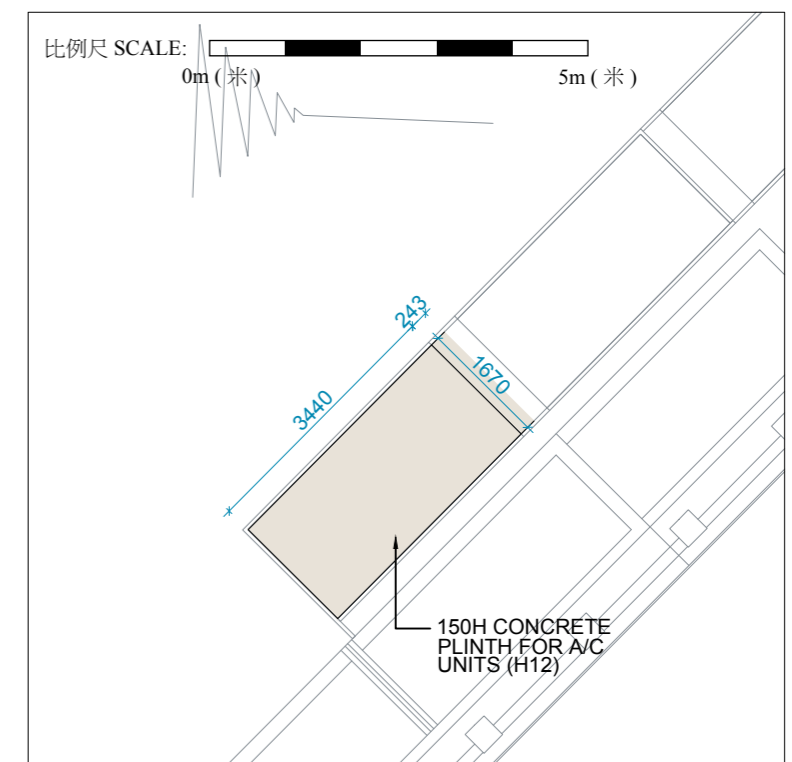 比例尺 SCALE:
0m ( 米 )
5m ( 米 )
243
3440
1670
150H CONCRETE
PLINTH FOR A/C
UNITS (H12)